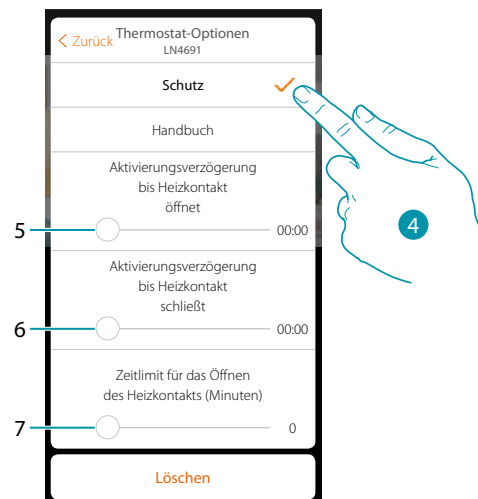 Zurück
Thermostat-Optionen
LN4691
Schutz
4
Handbuch
Aktivierungsverzögerung
bis Heizkontakt
öffnet
5
00:00
Aktivierungsverzögerung
bis Heizkontakt
schließt
6
00:00
Zeitlimit für das Öffnen
des Heizkontakts (Minuten)
7
0
Löschen